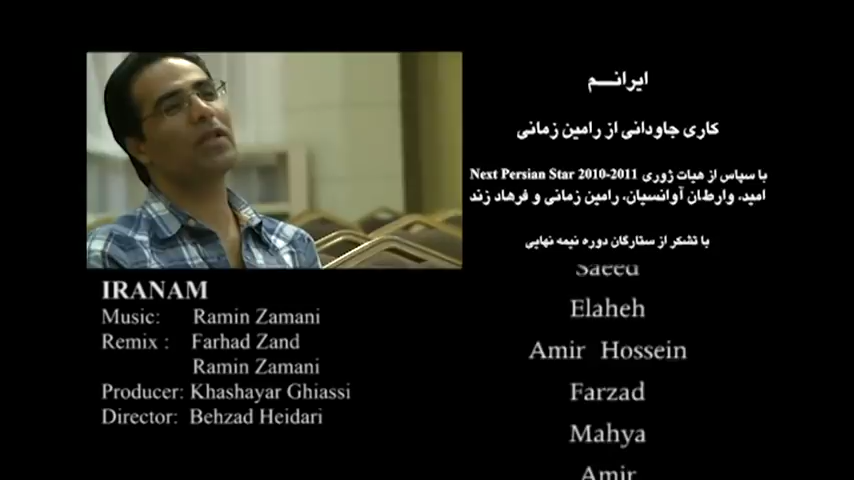 IRANAM
Music: Ramin Zamani
Remix : Farhad Zand
Ramin Zamani
Producer: Khashayar Ghiassi
Director: Behzad Heidari
ایرانــم
کاری جاودانی از رامین زمانی
با سپاس از هیات ژوری Next Persian Star 2010-2011
امید، وارطان آوانسیان، رامین زمانی و فرهاد زند
با تشکر از ستارگان دوره نیمه نهایی
Saeed
Elaheh
Amir Hossein
Farzad
Mahya
Amir